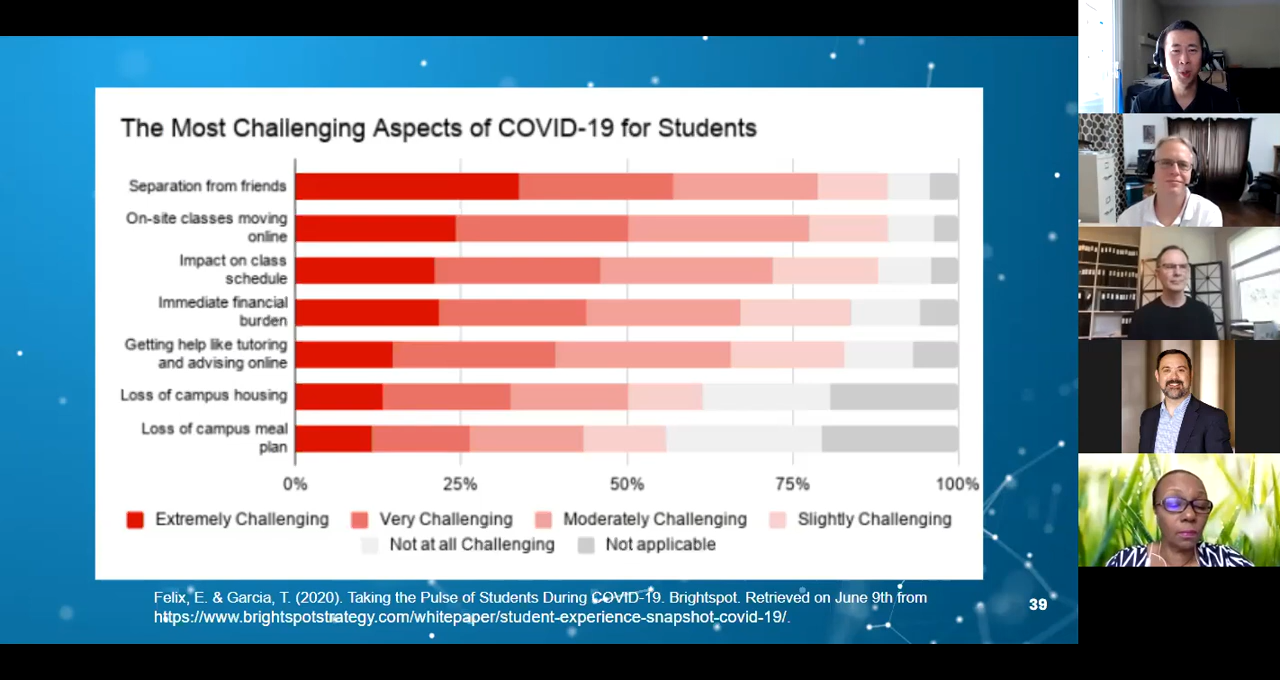 The Most Challenging Aspects of COVID-19 for Students
Separation from friends
On-site classes moving
online
Impact on class
schedule
Immediate financial
burden
Getting help like tutoring
and advising online
Loss of campus housing
Loss of campus meal
plan
0% 25% 50% 75% 100%
Extremely Challenging Very Challenging Moderately Challenging Slightly Challenging
Not at all Challenging Not applicable
Felix, E. & Garcia, T. (2020). Taking the Pulse of Students During COVID-19. Brightspot. Retrieved on June 9th from
https://www.brightspotstrategy.com/whitepaper/student-experience-snapshot-covid-19/.
39